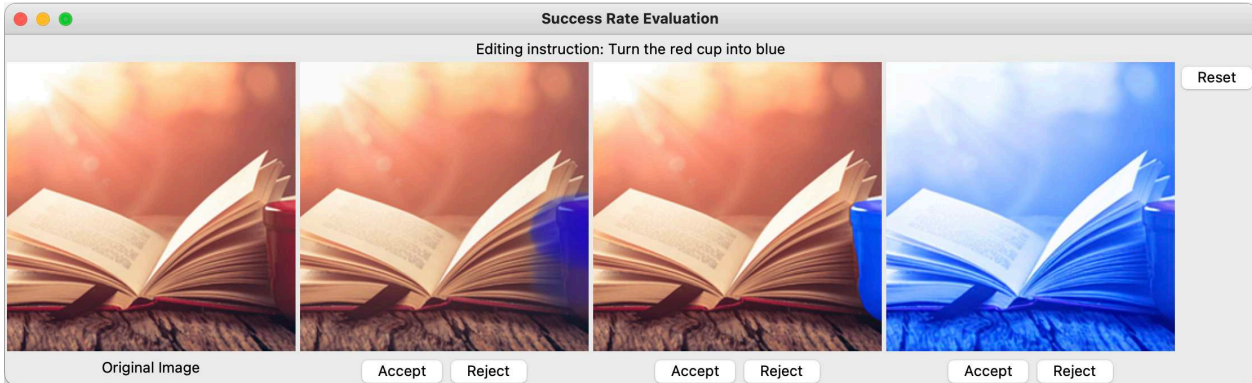 Success Rate Evaluation
Editing instruction: Turn the red cup into blue
Reset
Original Image
Accept Reject
Accept Reject
Accept Reject